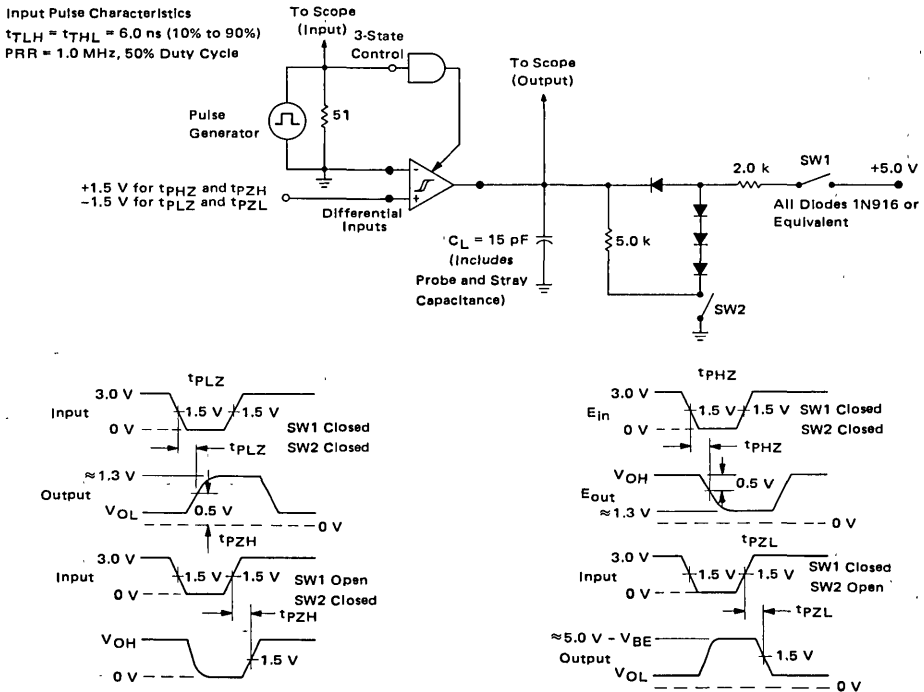 Input Pulse Characteristics
tTLH = tTHL = 6.0 ns (10% to 90%)
PRR = 1.0 MHz, 50% Duty Cycle
To Scope
(Input)
3-State
Control
Pulse
Generator
51
To Scope
(Output)
+1.5 V for tPHZ and tPZH
-1.5 V for tPLZ and tPZL
-
+
Differential
Inputs
CL = 15 pF
(Includes
Probe and Stray
Capacitance)
5.0 k
2.0 k
SW1
+5.0 V
All Diodes 1N916 or
Equivalent
SW2
tPLZ
3.0 V
Input
1.5 V
1.5 V
0 V
SW1 Closed
SW2 Closed
tPLZ
≈1.3 V
Output
0.5 V
VOL
0 V
tPZH
3.0 V
Input
1.5 V
1.5 V
0 V
SW1 Open
SW2 Closed
tPZH
VOH
1.5 V
0 V
tPHZ
3.0 V
Ein
1.5 V
1.5 V
0 V
SW1 Closed
SW2 Closed
tPHZ
VOH
0.5 V
Eout
≈1.3 V
0 V
tPZL
3.0 V
Input
1.5 V
1.5 V
0 V
SW1 Closed
SW2 Open
tPZL
≈5.0 V - VBE
Output
1.5 V
VOL
0 V